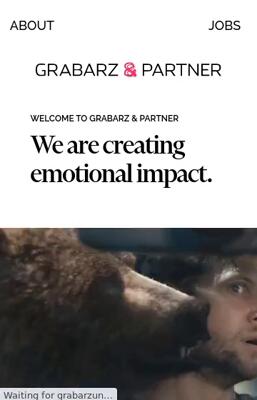 ABOUT JOBS
GRABARZ & PARTNER
WELCOME TO GRABARZ & PARTNER
We are creating
emotional impact.
Waiting for grabarzun...